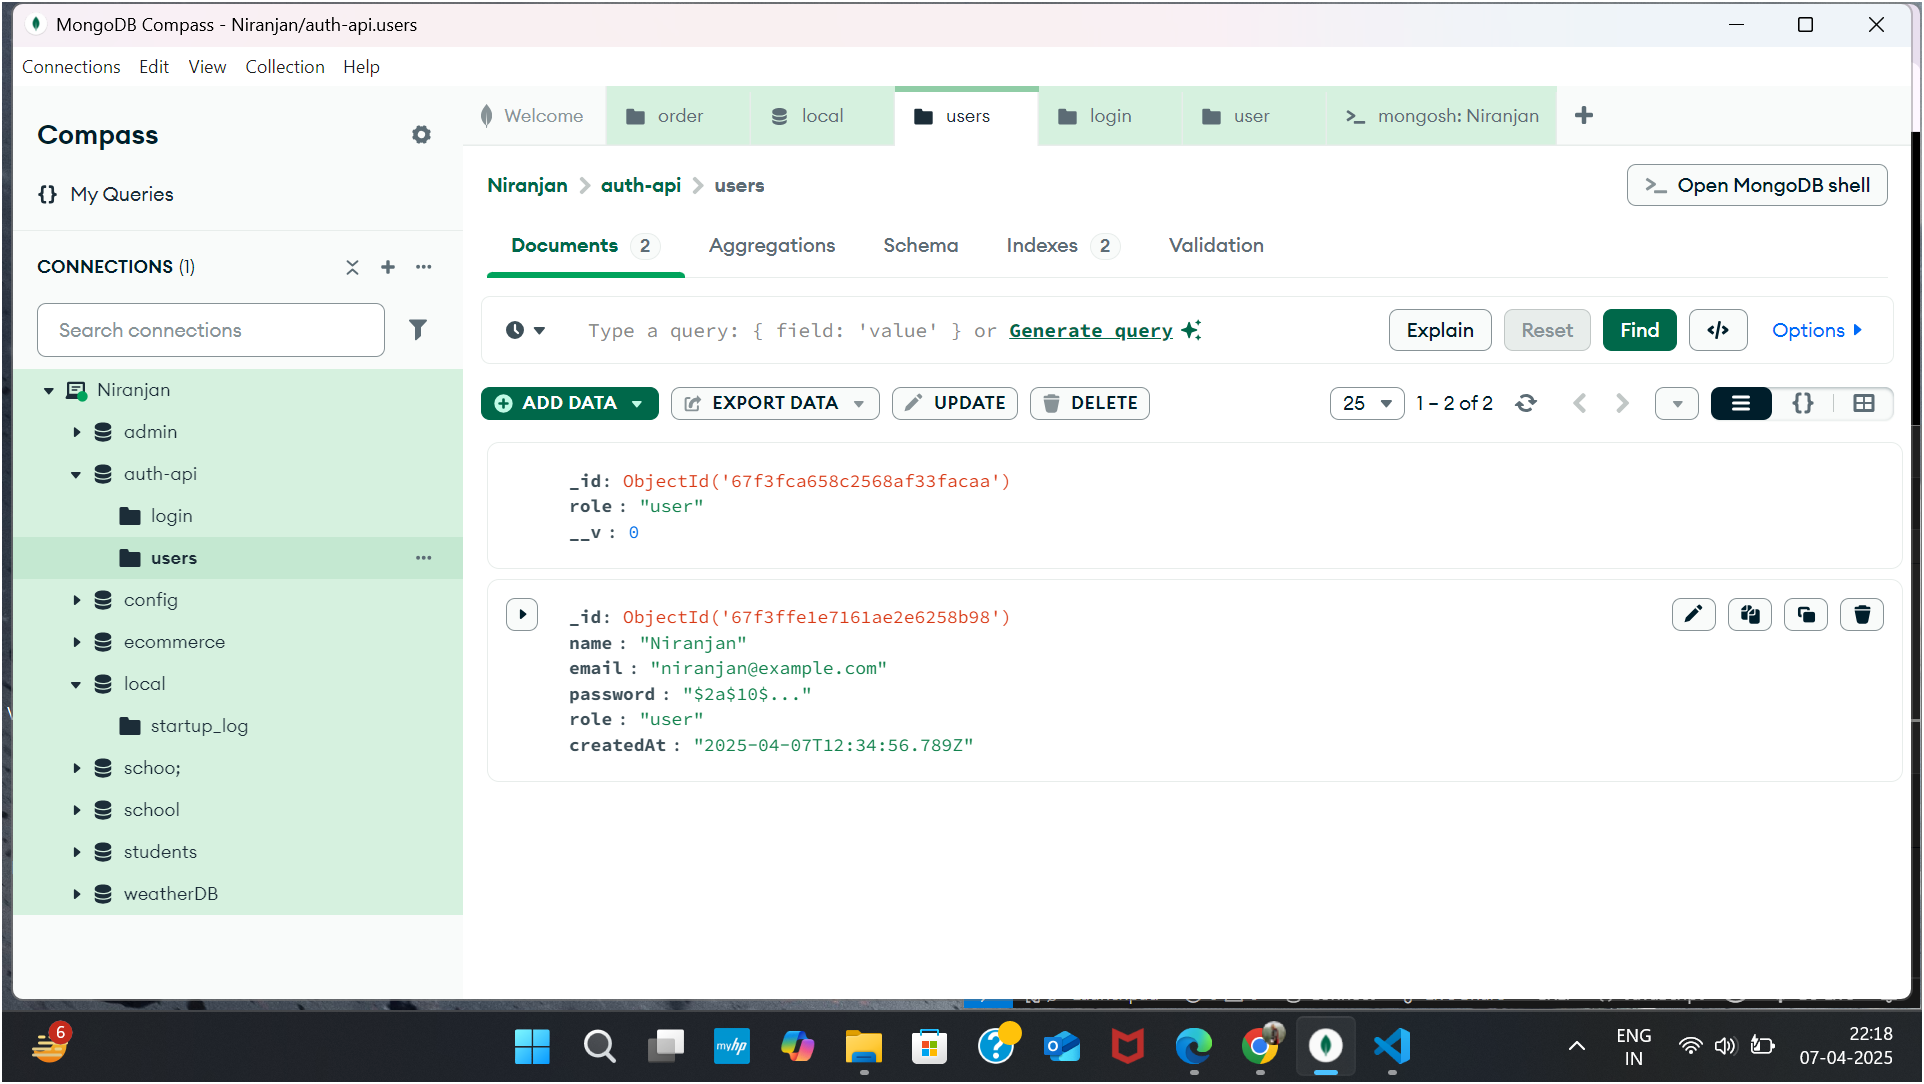 MongoDB Compass - Niranjan/auth-api.users
Connections Edit View Collection Help
Compass
My Queries
CONNECTIONS (1)
Search connections
Niranjan
admin
auth-api
login
users
config
ecommerce
local
startup_log
schoo;
school
students
weatherDB
Welcome order local users login user mongosh: Niranjan
Niranjan auth-api users
Open MongoDB shell
Documents 2 Aggregations Schema Indexes 2 Validation
Type a query: { field: 'value' } or Generate query
Explain Reset Find </> Options
ADD DATA EXPORT DATA UPDATE DELETE 25 1 – 2 of 2 {}
_id: ObjectId('67f3fca658c2568af33facaa')
role : "user"
__v : 0
_id: ObjectId('67f3ffe1e7161ae2e6258b98')
name : "Niranjan"
email : "niranjan@example.com"
password : "$2a$10$..."
role : "user"
createdAt : "2025-04-07T12:34:56.789Z"
6
myhp
ENG
IN
22:18
07-04-2025